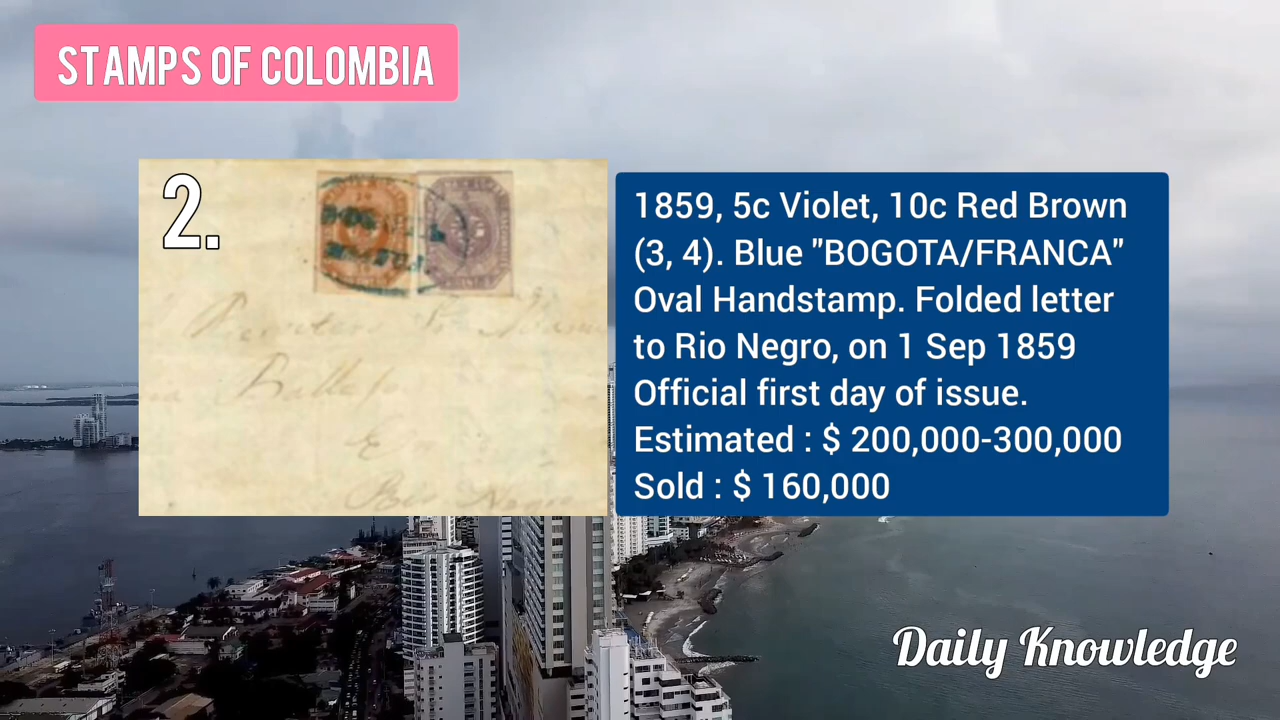 STAMPS OF COLOMBIA
2.
1859, 5c Violet, 10c Red Brown
(3, 4). Blue "BOGOTA/FRANCA"
Oval Handstamp. Folded letter
to Rio Negro, on 1 Sep 1859
Official first day of issue.
Estimated : $ 200,000-300,000
Sold : $ 160,000
Daily Knowledge